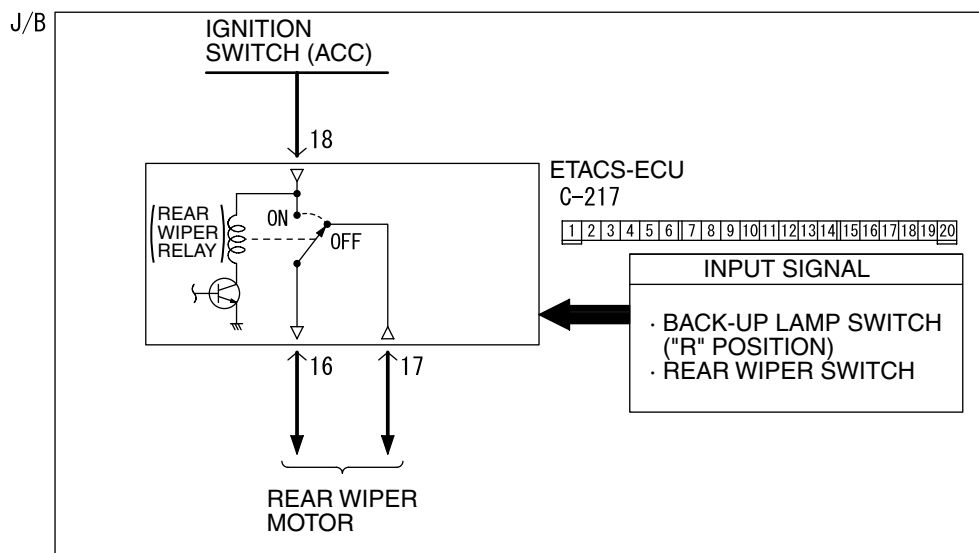 J/B
IGNITION
SWITCH (ACC)
18
ETACS-ECU
C-217
(REAR
WIPER
RELAY)
ON
OFF
1 2 3 4 5 6 7 8 9 10 11 12 13 14 15 16 17 18 19 20
INPUT SIGNAL
· BACK-UP LAMP SWITCH
("R" POSITION)
· REAR WIPER SWITCH
16
17
REAR WIPER
MOTOR